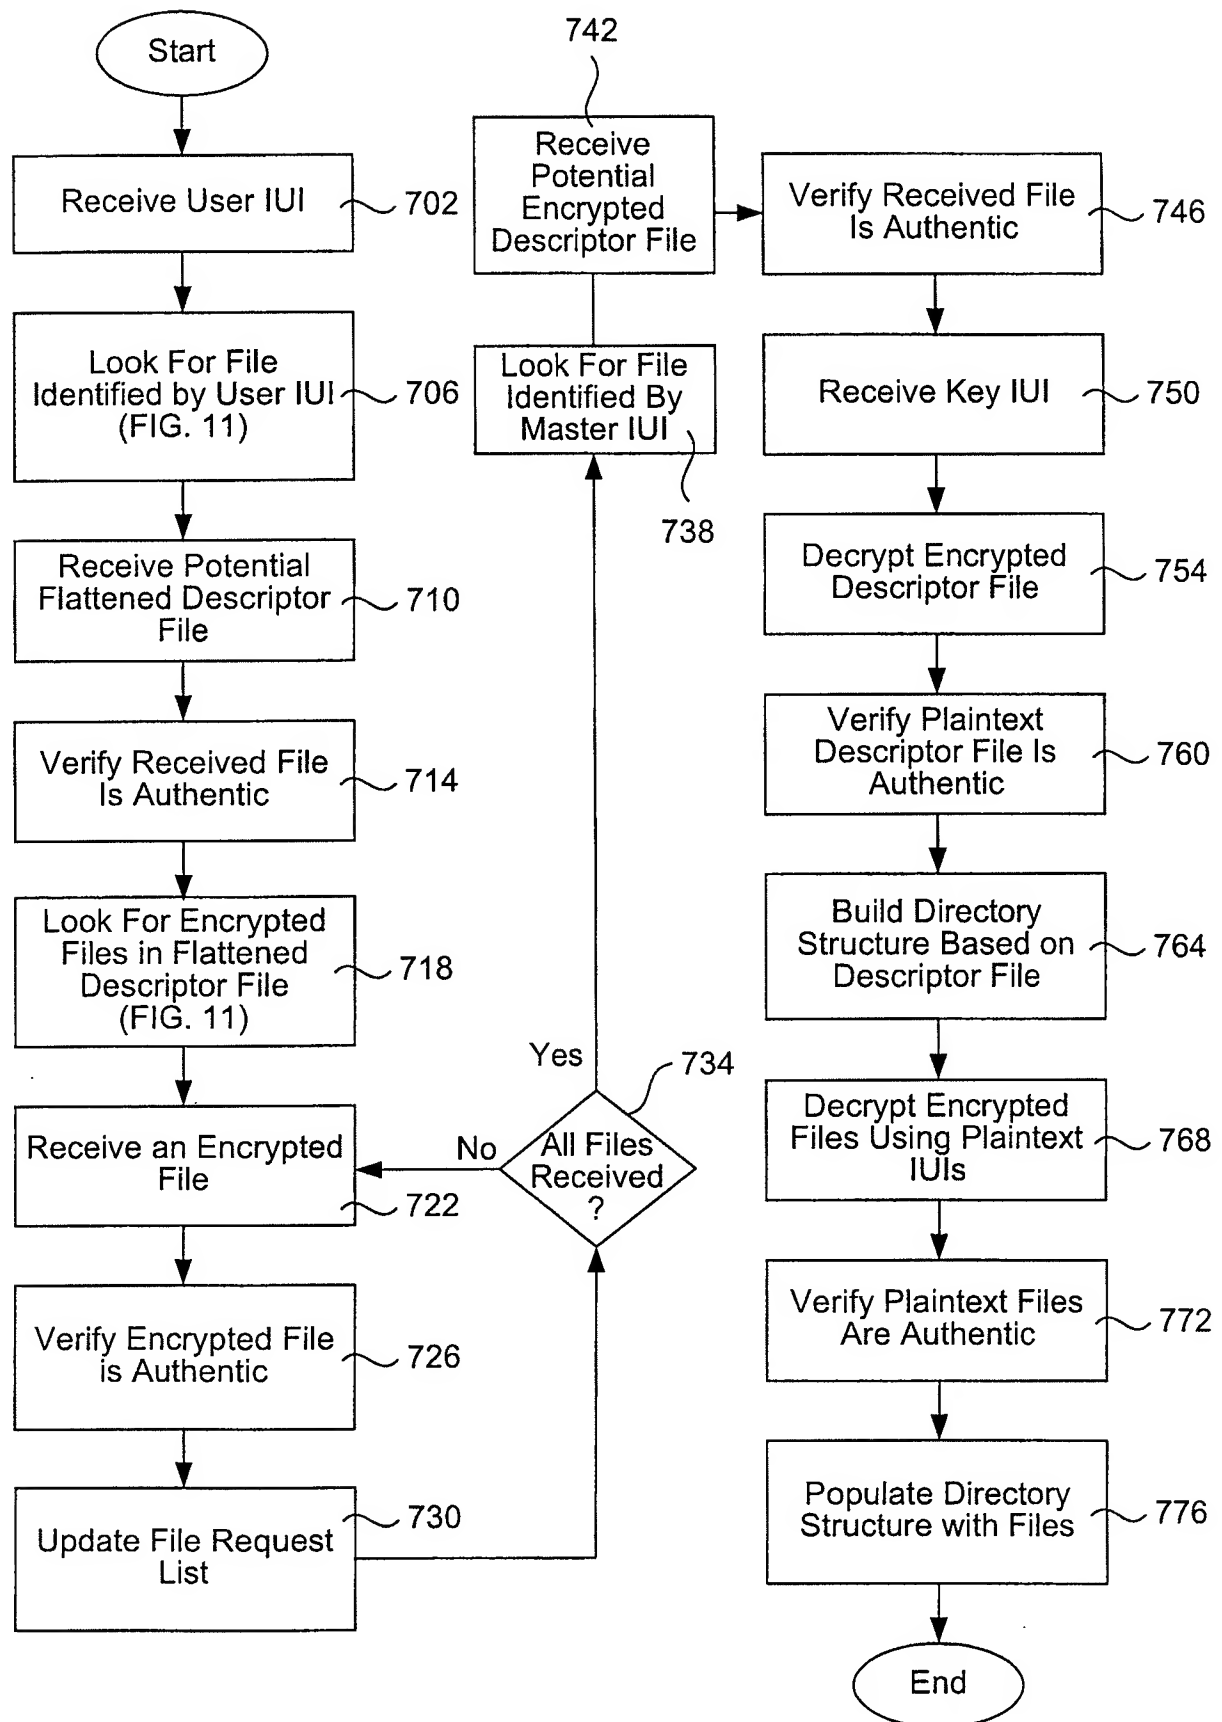 Start
Receive User IUI
702
Look For File
Identified by User IUI
(FIG. 11)
706
Receive Potential
Flattened Descriptor
File
710
Verify Received File
Is Authentic
714
Look For Encrypted
Files in Flattened
Descriptor File
(FIG. 11)
718
Receive an Encrypted
File
722
Verify Encrypted File
is Authentic
726
Update File Request
List
730
All Files
Received
?
734
No
Yes
Look For File
Identified By
Master IUI
738
742
Receive
Potential
Encrypted
Descriptor File
Verify Received File
Is Authentic
746
Receive Key IUI
750
Decrypt Encrypted
Descriptor File
754
Verify Plaintext
Descriptor File Is
Authentic
760
Build Directory
Structure Based on
Descriptor File
764
Decrypt Encrypted
Files Using Plaintext
IUIs
768
Verify Plaintext Files
Are Authentic
772
Populate Directory
Structure with Files
776
End